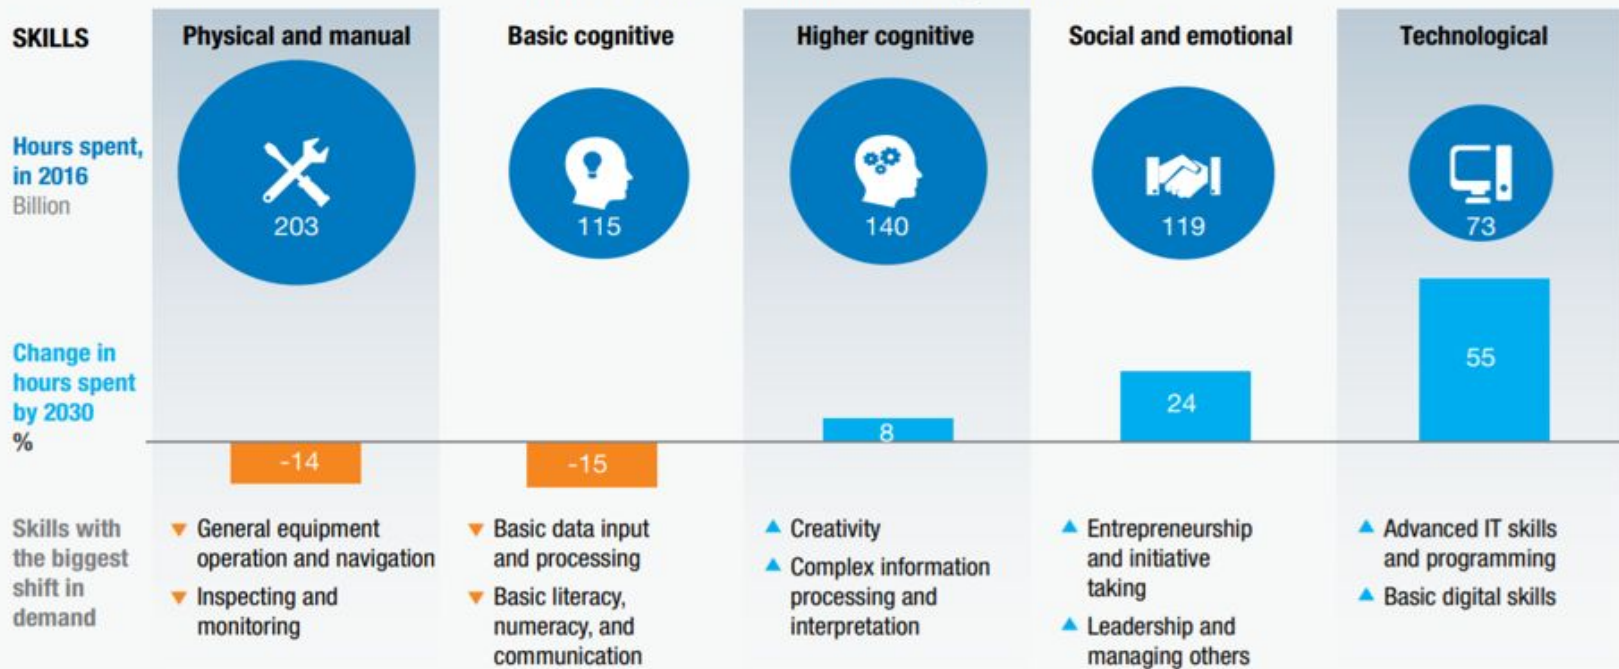 SKILLS
Physical and manual
Basic cognitive
Higher cognitive
Social and emotional
Technological
Hours spent,
in 2016
Billion
203
115
140
119
73
Change in
hours spent
by 2030
%
-14
-15
8
24
55
Skills with
the biggest
shift in
demand
General equipment
operation and navigation
Inspecting and
monitoring
Basic data input
and processing
Basic literacy,
numeracy, and
communication
Creativity
Complex information
processing and
interpretation
Entrepreneurship
and initiative
taking
Leadership and
managing others
Advanced IT skills
and programming
Basic digital skills